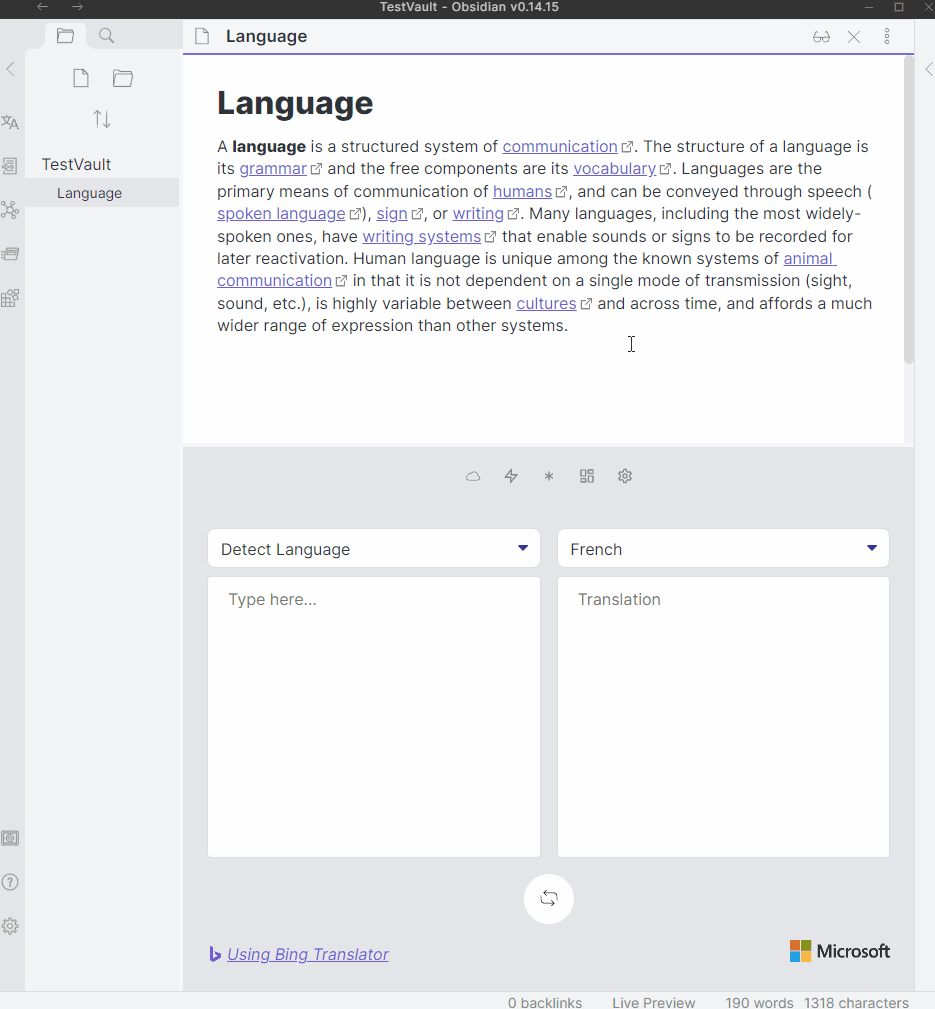 TestVault - Obsidian v0.14.15
Language
TestVault
Language
Language
A language is a structured system of communication. The structure of a language is
its grammar and the free components are its vocabulary. Languages are the
primary means of communication of humans, and can be conveyed through speech (
spoken language), sign, or writing. Many languages, including the most widely-
spoken ones, have writing systems that enable sounds or signs to be recorded for
later reactivation. Human language is unique among the known systems of animal
communication in that it is not dependent on a single mode of transmission (sight,
sound, etc.), is highly variable between cultures and across time, and affords a much
wider range of expression than other systems.
Detect Language
French
Type here...
Translation
Using Bing Translator
Microsoft
0 backlinks
Live Preview
190 words
1318 characters